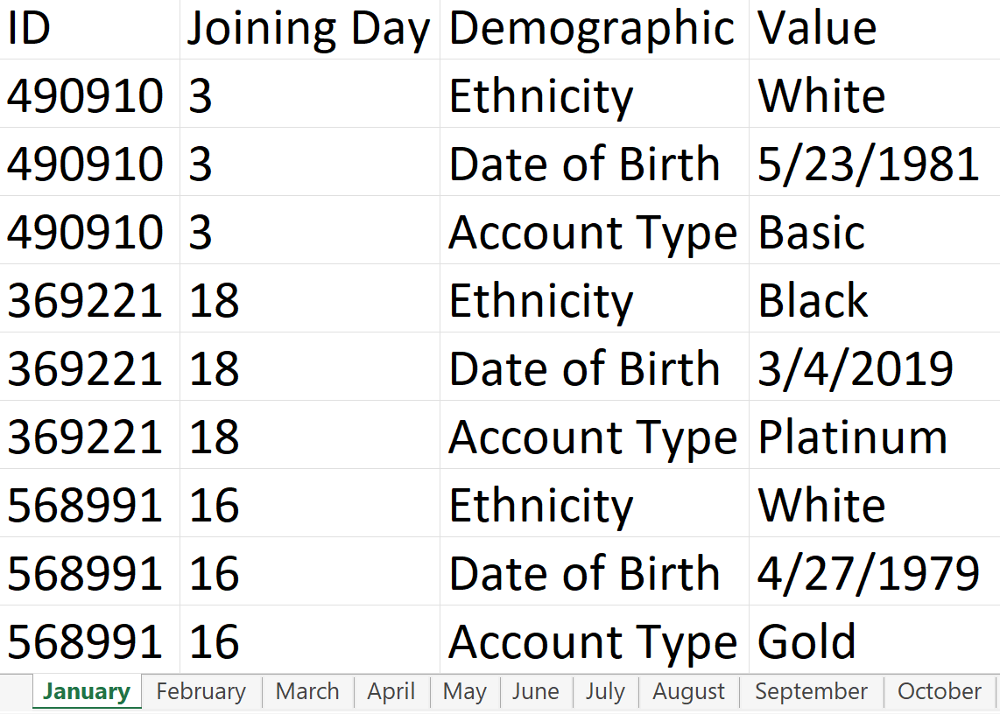 ID Joining Day Demographic Value
490910 3 Ethnicity White
490910 3 Date of Birth 5/23/1981
490910 3 Account Type Basic
369221 18 Ethnicity Black
369221 18 Date of Birth 3/4/2019
369221 18 Account Type Platinum
568991 16 Ethnicity White
568991 16 Date of Birth 4/27/1979
568991 16 Account Type Gold
January February March April May June July August September October